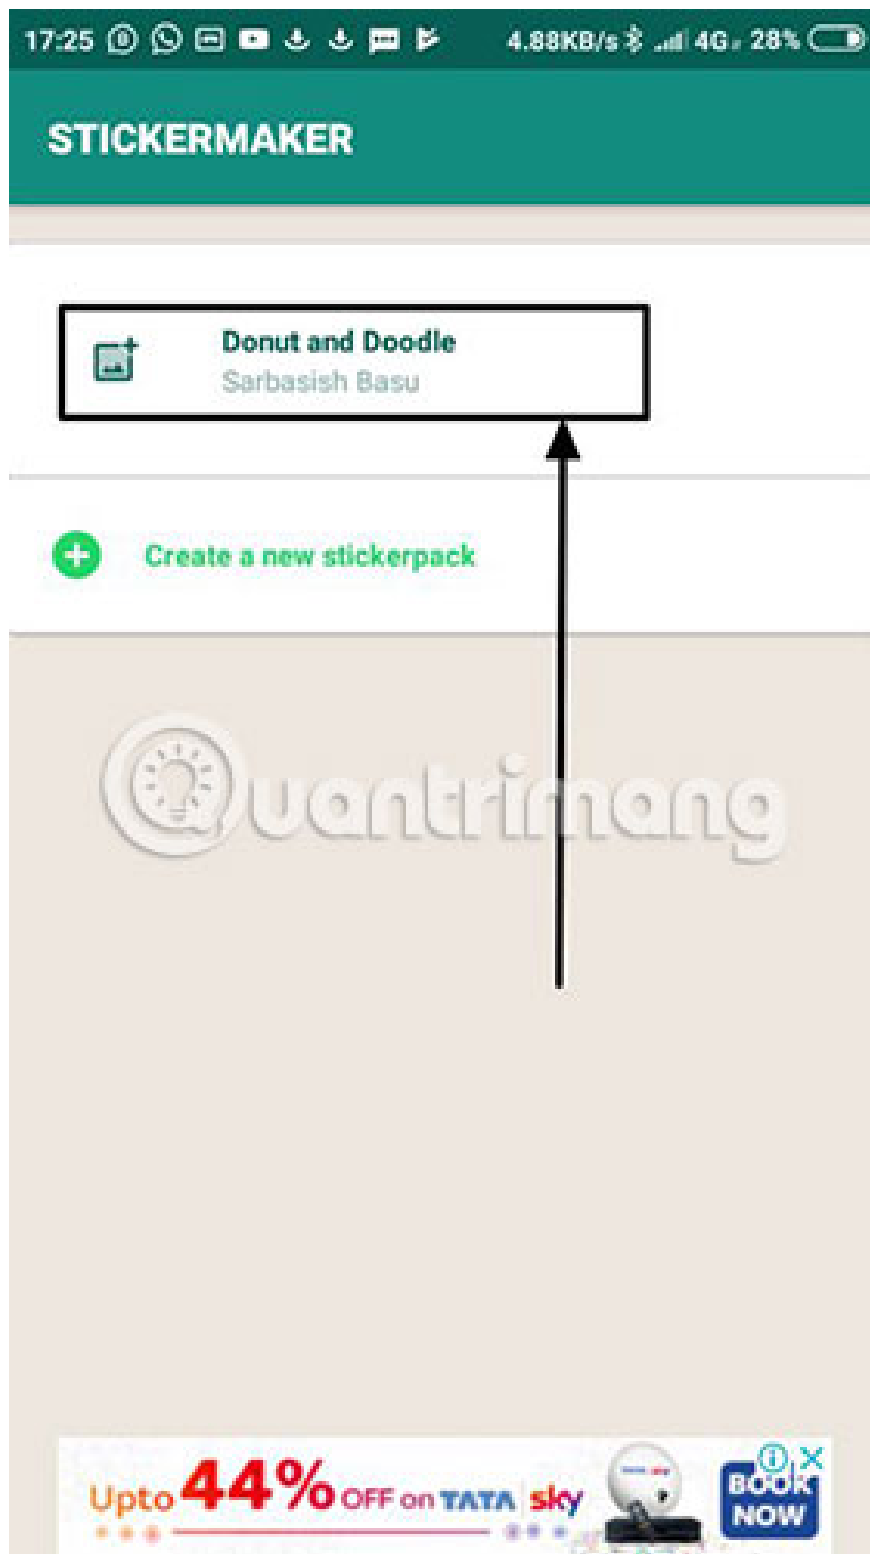 17:25 4.88KB/s 4G 28%
STICKERMAKER
Donut and Doodle
Sarbasish Basu
Create a new stickerpack
Quantrimang
Upto 44% OFF on TATA sky
BOOK
NOW